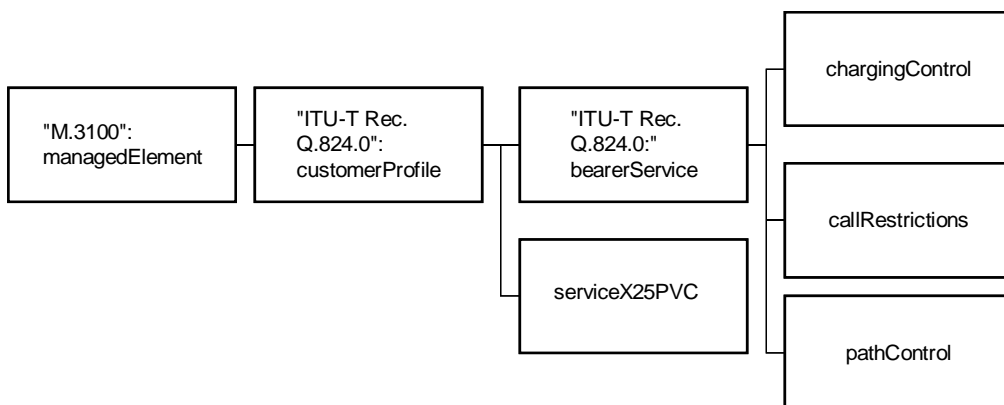 "M.3100":
managedElement
"ITU-T Rec.
Q.824.0":
customerProfile
"ITU-T Rec.
Q.824.0:"
bearerService
serviceX25PVC
chargingControl
callRestrictions
pathControl